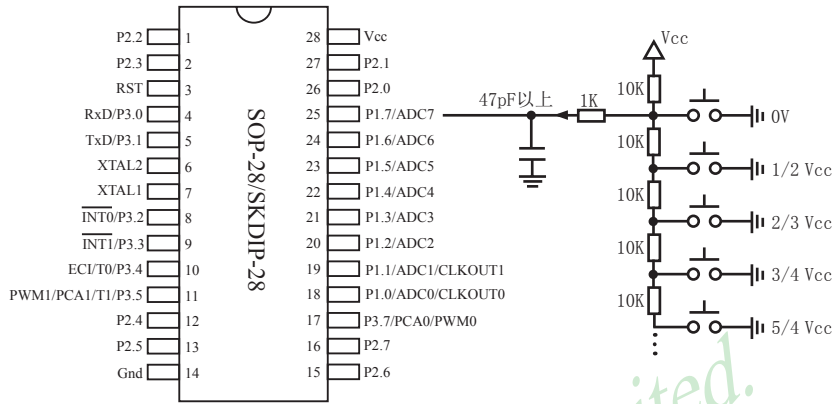 P2.2 1 28 Vcc
P2.3 2 27 P2.1
RST 3 26 P2.0
RxD/P3.0 4 25 P1.7/ADC7
TxD/P3.1 5 24 P1.6/ADC6
XTAL2 6 23 P1.5/ADC5
XTAL1 7 22 P1.4/ADC4
INT0/P3.2 8 21 P1.3/ADC3
INT1/P3.3 9 20 P1.2/ADC2
ECI/T0/P3.4 10 19 P1.1/ADC1/CLKOUT1
PWM1/PCA1/T1/P3.5 11 18 P1.0/ADC0/CLKOUT0
P2.4 12 17 P3.7/PCA0/PWM0
P2.5 13 16 P2.7
Gnd 14 15 P2.6
SOP-28/SKDIP-28
Vcc
10K
47pF以上 1K
0V
10K
1/2 Vcc
10K
2/3 Vcc
10K
3/4 Vcc
10K
5/4 Vcc